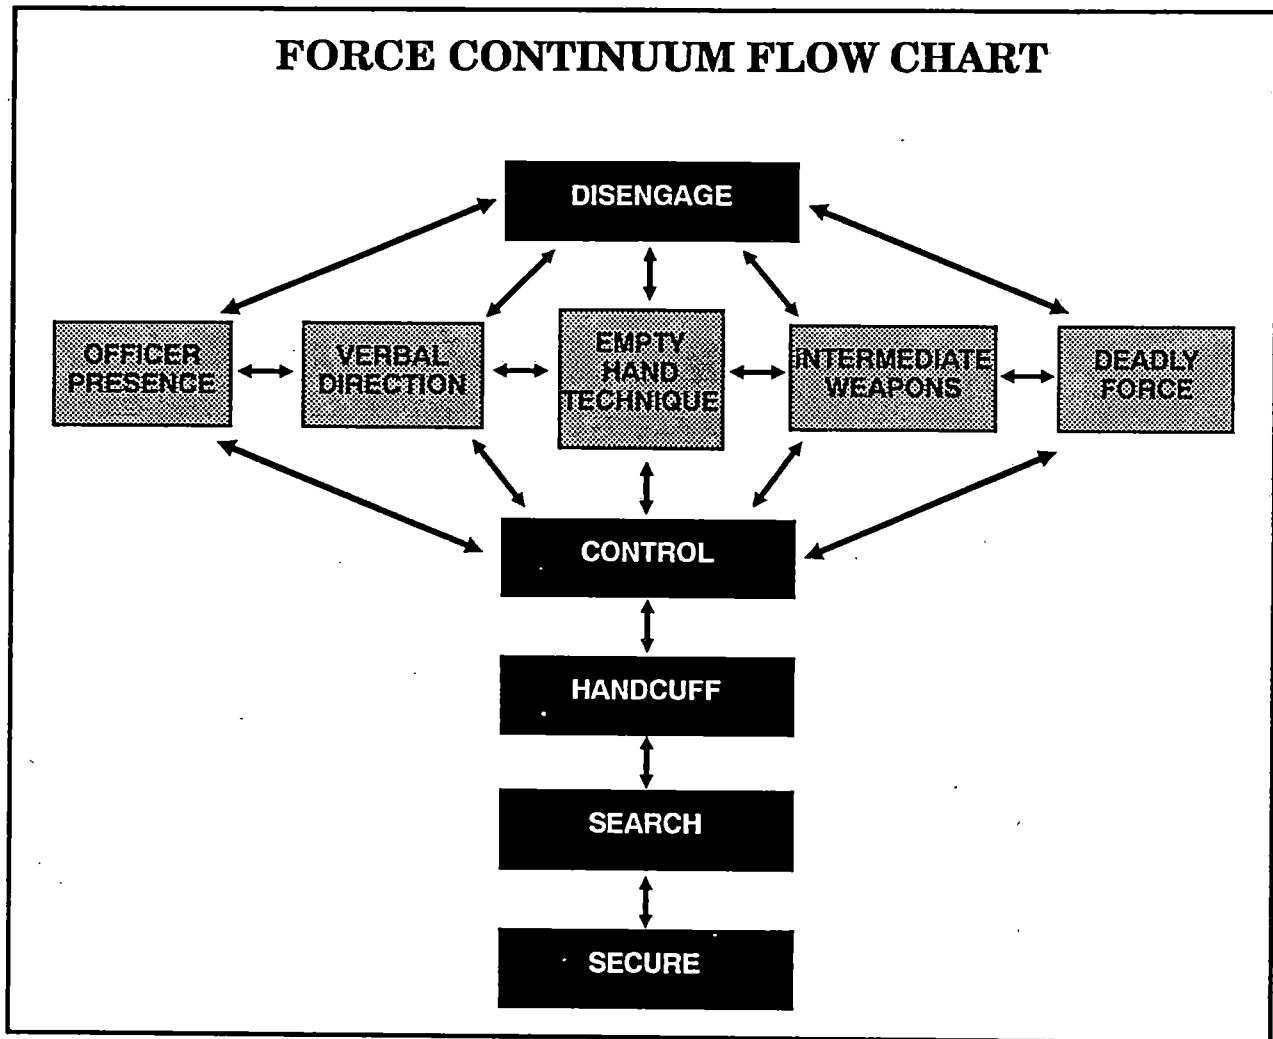 FORCE CONTINUUM FLOW CHART
DISENGAGE
OFFICER
PRESENCE
VERBAL
DIRECTION
EMPTY
HAND
TECHNIQUE
INTERMEDIATE
WEAPONS
DEADLY
FORCE
CONTROL
HANDCUFF
SEARCH
SECURE